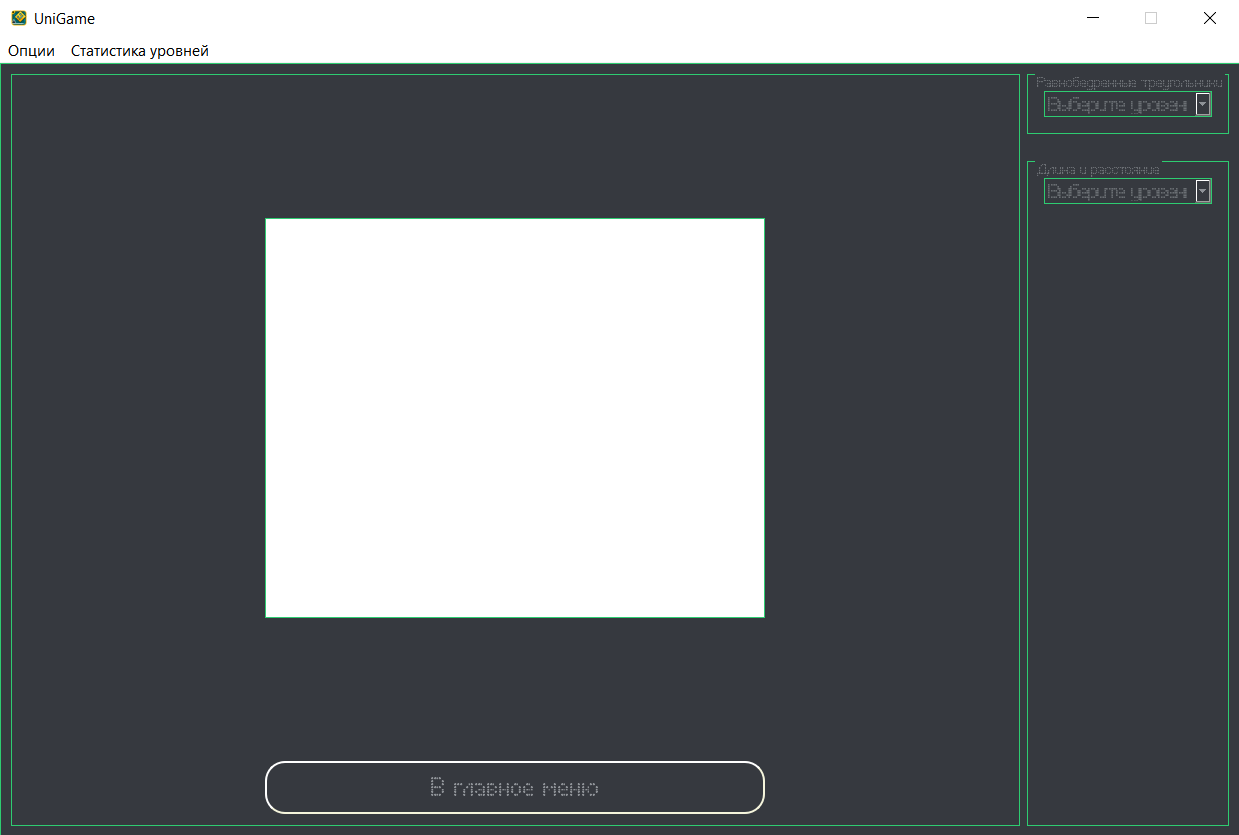 UniGame
Опции Статистика уровней
Равнобедренные треугольники
Выберите уровен
Длина и расстояние
Выберите уровен
В главное меню